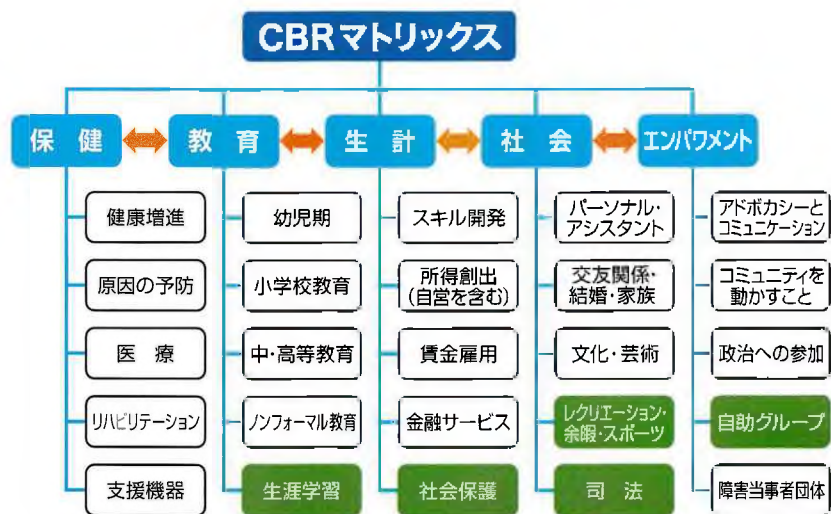 CBRマトリックス
保健
教育
生計
社会
エンパワメント
健康増進
原因の予防
医療
リハビリテーション
支援機器
幼児期
小学校教育
中・高等教育
ノンフォーマル教育
生涯学習
スキル開発
所得創出
(自営を含む)
賃金雇用
金融サービス
社会保護
パーソナル・
アシスタント
交友関係・
結婚・家族
文化・芸術
レクリエーション・
余暇・スポーツ
司法
アドボカシーと
コミュニケーション
コミュニティを
動かすこと
政治への参加
自助グループ
障害当事者団体